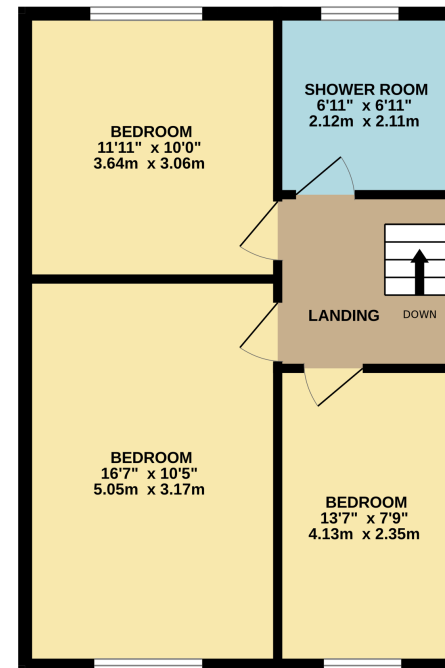 BEDROOM
11'11" x 10'0"
3.64m x 3.06m
SHOWER ROOM
6'11" x 6'11"
2.12m x 2.11m
LANDING
DOWN
BEDROOM
16'7" x 10'5"
5.05m x 3.17m
BEDROOM
13'7" x 7'9"
4.13m x 2.35m